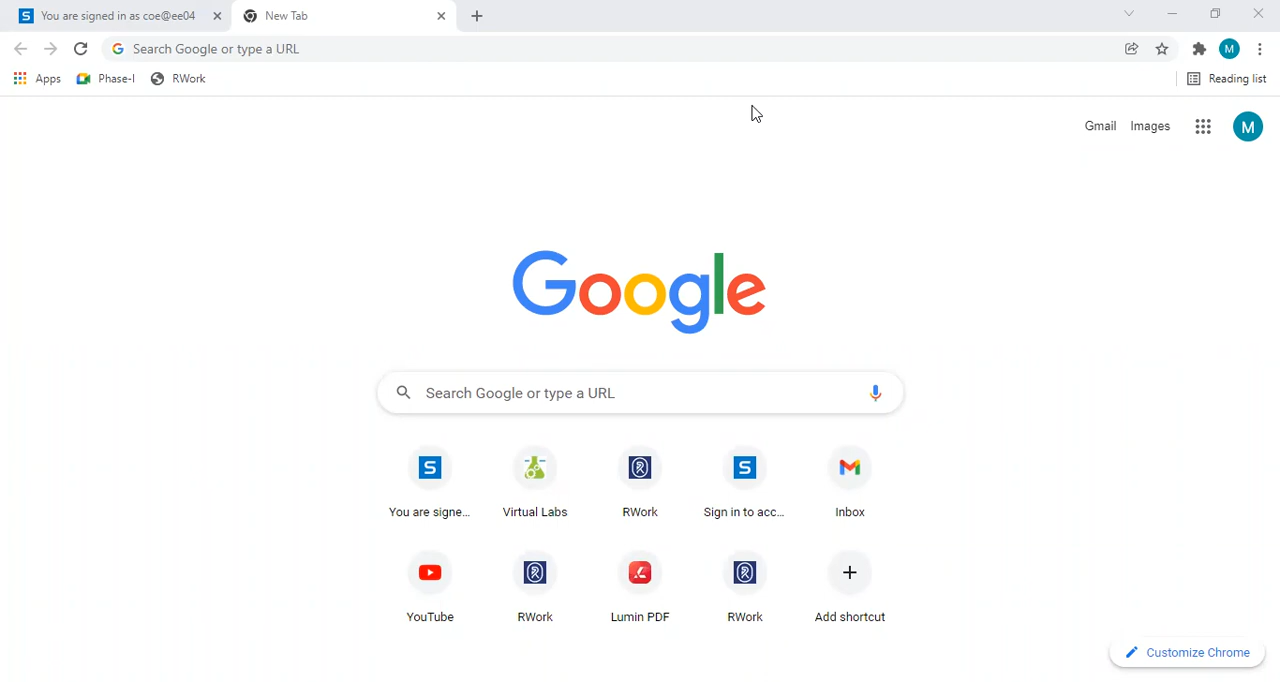 You are signed in as coe@ee04
New Tab
Search Google or type a URL
M
Apps
Phase-I
RWork
Reading list
Gmail
Images
M
Google
Search Google or type a URL
You are signe...
Virtual Labs
RWork
Sign in to acc...
Inbox
YouTube
RWork
Lumin PDF
RWork
Add shortcut
Customize Chrome